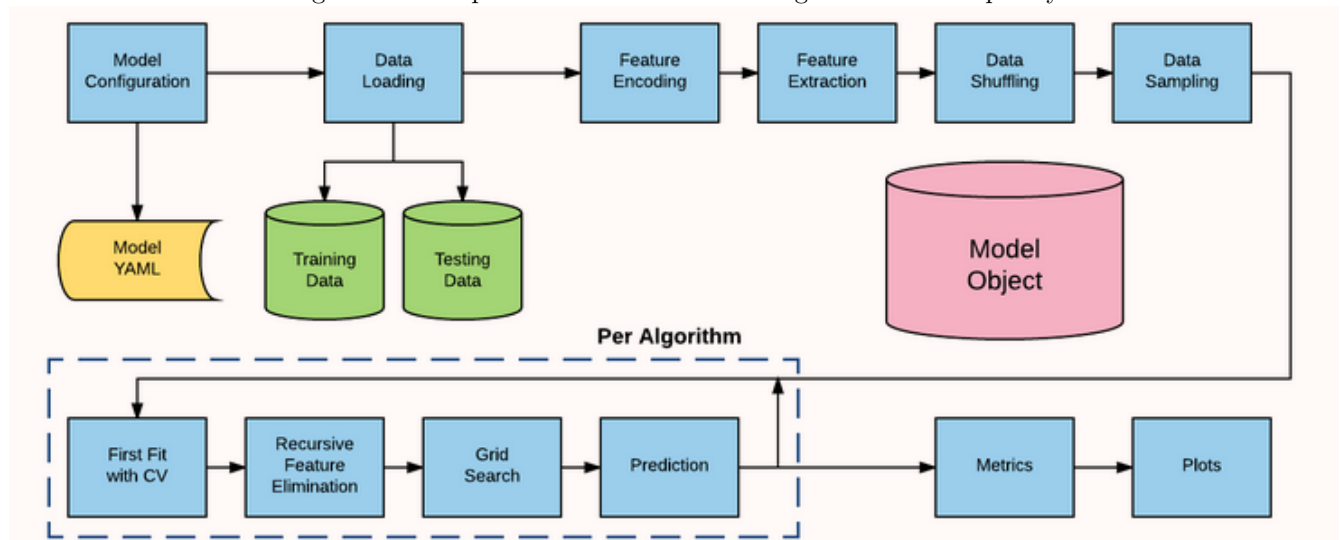 Model
Configuration
Data
Loading
Feature
Encoding
Feature
Extraction
Data
Shuffling
Data
Sampling
Model
YAML
Training
Data
Testing
Data
Model
Object
Per Algorithm
First Fit
with CV
Recursive
Feature
Elimination
Grid
Search
Prediction
Metrics
Plots